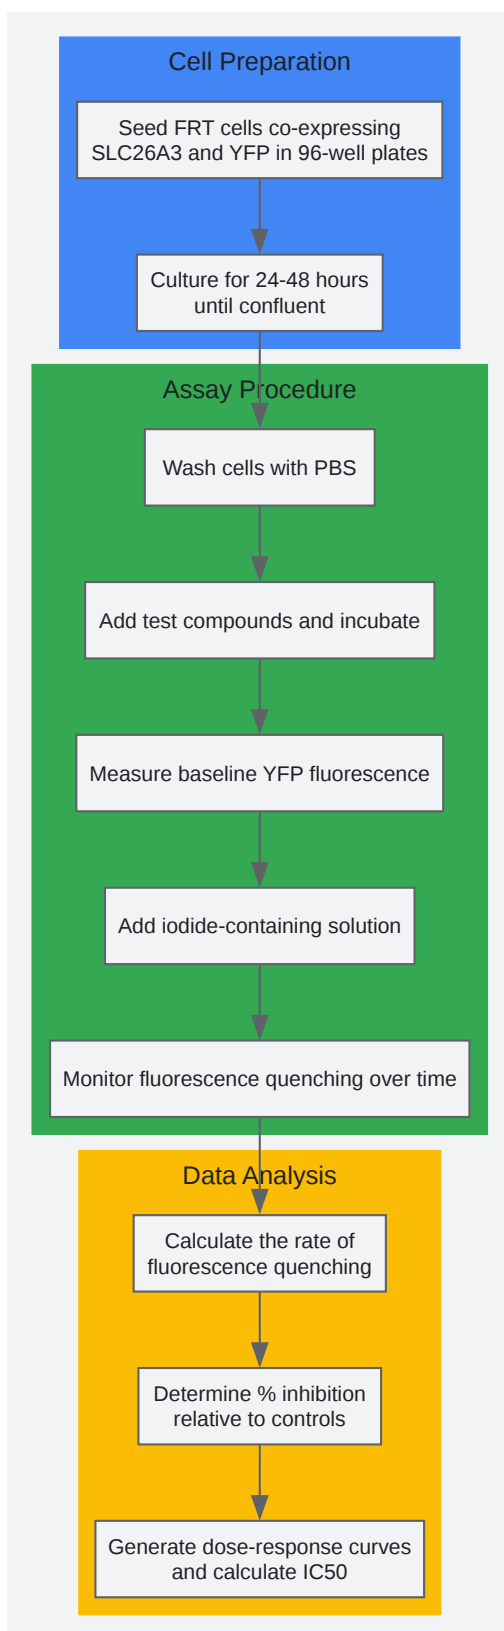 Cell Preparation
Seed FRT cells co-expressing
SLC26A3 and YFP in 96-well plates
Culture for 24-48 hours
until confluent
Assay Procedure
Wash cells with PBS
Add test compounds and incubate
Measure baseline YFP fluorescence
Add iodide-containing solution
Monitor fluorescence quenching over time
Data Analysis
Calculate the rate of
fluorescence quenching
Determine % inhibition
relative to controls
Generate dose-response curves
and calculate IC50